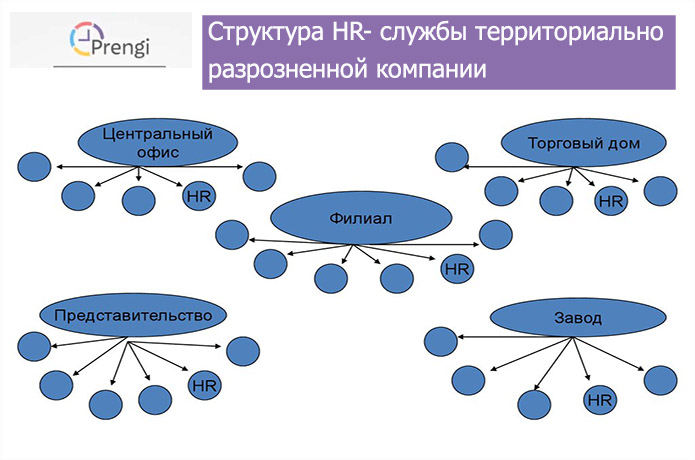 Prengi
Структура HR- службы территориально
разрозненной компании
Центральный
офис
HR
Торговый дом
HR
Филиал
HR
Представительство
HR
Завод
HR